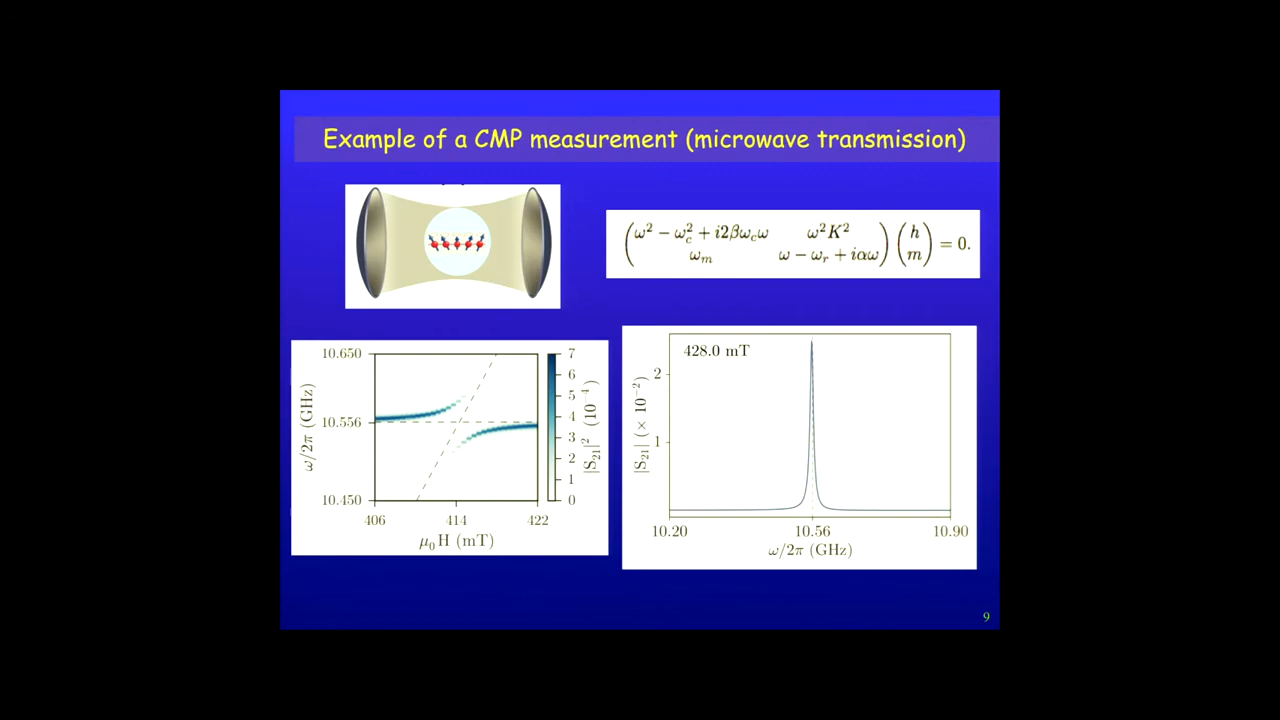 Example of a CMP measurement (microwave transmission)
ω² − ω_c² + i2βω_cω   ω²K²   h
ω_m   ω − ω_r + iαω   m   = 0.
10.650
10.556
10.450
ω/2π (GHz)
406 414 422
μ₀H (mT)
7
6
5
4
3
2
1
0
|S₂₁|² (10⁻⁴)
428.0 mT
2
1
|S₂₁| (× 10⁻²)
10.20 10.56 10.90
ω/2π (GHz)
9